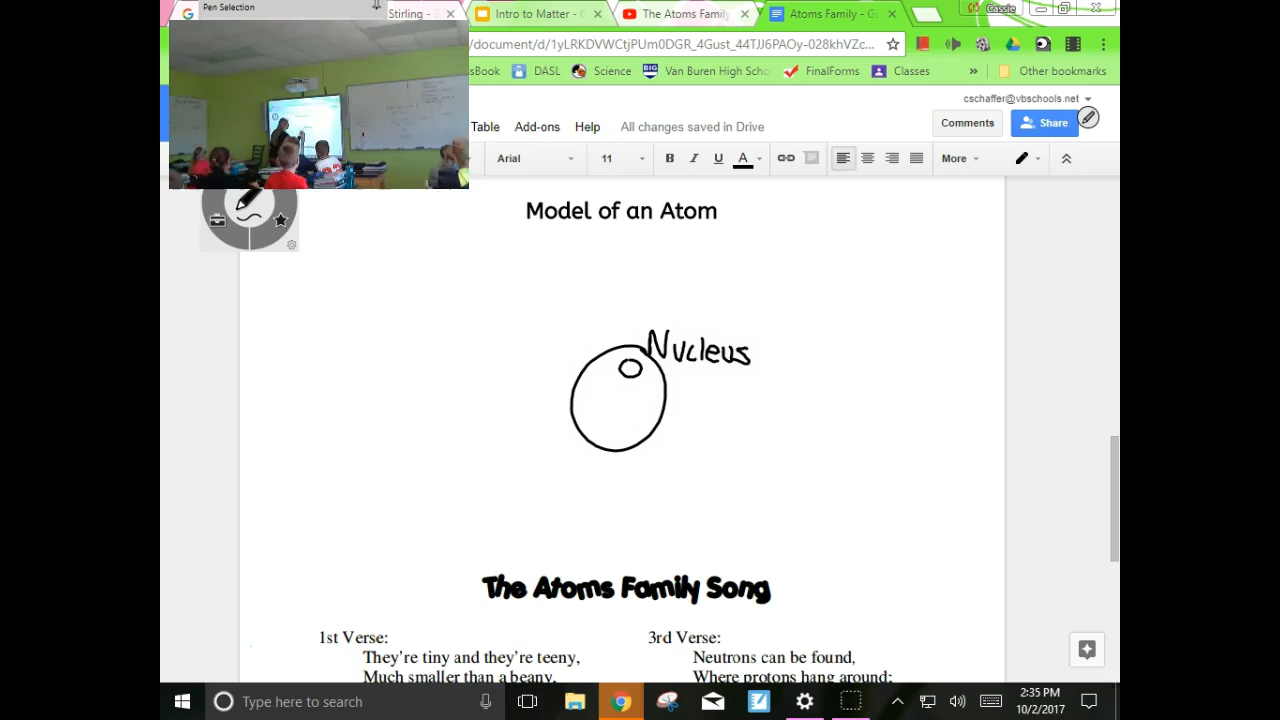 Pen Selection
Stirling -
Intro to Matter -
The Atoms Family
Atoms Family - Go
Cassie
/document/d/1yLRKDVWCtjPUm0DGR_4Gust_44TJJ6PAOy-028khVZc...
ssBook DASL Science BIG Van Buren High Scho FinalForms Classes » Other bookmarks
cschaffer@vbschools.net
Table Add-ons Help All changes saved in Drive Comments Share
Arial 11 B I U A More
Model of an Atom
Nucleus
The Atoms Family Song
1st Verse:
They're tiny and they're teeny,
Much smaller than a beany,
3rd Verse:
Neutrons can be found,
Where protons hang around;
Type here to search
2:35 PM
10/2/2017